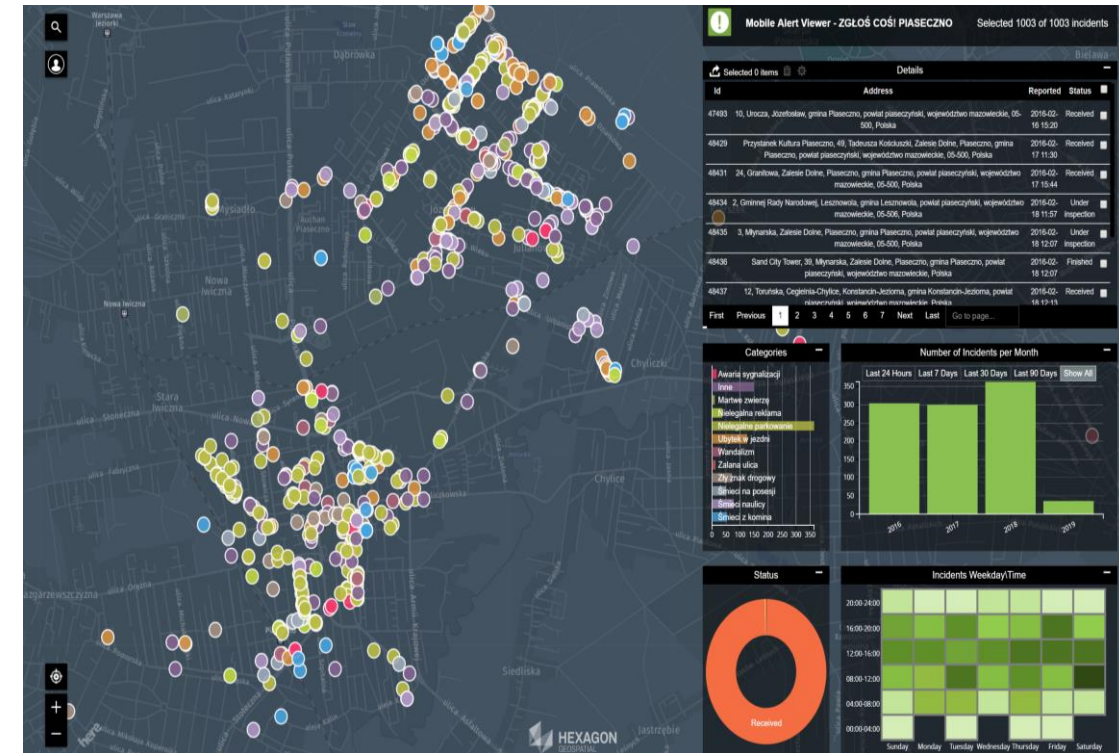 Mobile Alert Viewer - ZGŁOŚ COŚ! PIASECZNO
Selected 1003 of 1003 incidents
Selected 0 items
Details
Id Address Reported Status
47493 10, Urocza, Józefosław, gmina Piaseczno, powiat piaseczyński, województwo mazowieckie, 05- 2016-02- Received
500, Polska 16 15:20
48429 Przystanek Kultura Piaseczno, 49, Tadeusza Kościuszki, Zalesie Dolne, Piaseczno, gmina 2016-02- Received
Piaseczno, powiat piaseczyński, województwo mazowieckie, 05-500, Polska 17 11:30
48431 24, Granitowa, Zalesie Dolne, Piaseczno, gmina Piaseczno, powiat piaseczyński, województwo 2016-02- Received
mazowieckie, 05-500, Polska 17 15:44
48434 2, Gminnej Rady Narodowej, Lesznowola, gmina Lesznowola, powiat piaseczyński, województwo 2016-02- Under
mazowieckie, 05-506, Polska 18 11:57 inspection
48435 3, Młynarska, Zalesie Dolne, Piaseczno, gmina Piaseczno, powiat piaseczyński, województwo 2016-02- Under
mazowieckie, 05-500, Polska 18 12:07 inspection
48436 Sand City Tower, 39, Młynarska, Zalesie Dolne, Piaseczno, gmina Piaseczno, powiat 2016-02- Finished
piaseczyński, województwo mazowieckie, Polska 18 12:07
48437 12, Toruńska, Cegielnia-Chylice, Konstancin-Jeziorna, gmina Konstancin-Jeziorna, powiat 2016-02- Received
piaseczyński, województwo mazowieckie, 05-500, Polska 18 12:13
First Previous 1 2 3 4 5 6 7 Next Last Go to page...
Categories
Awaria sygnalizacji
Inne
Martwe zwierzę
Nielegalna reklama
Nielegalne parkowanie
Ubytek w jezdni
Wandalizm
Zalana ulica
Zły znak drogowy
Śmieci na posesji
Śmieci naulicy
Śmieci z komina
0 50 100 150 200 250 300 350
Number of Incidents per Month
Last 24 Hours Last 7 Days Last 30 Days Last 90 Days Show All
350
300
250
200
150
100
50
0
2016 2017 2018 2019
Status
Received
Incidents Weekday\Time
20:00-24:00
16:00-20:00
12:00-16:00
08:00-12:00
04:00-08:00
00:00-04:00
Sunday Monday Tuesday Wednesday Thursday Friday Saturday
Warszawa
Jeziorki
Dąbrówka
Bielawa
Mysiadło
Auchan
Piaseczno
Nowa
Iwiczna
Nowa Iwiczna
Chyliczki
Stara
Iwiczna
Chylice
Siedliska
Jastrzębie
here
HEXAGON
GEOSPATIAL